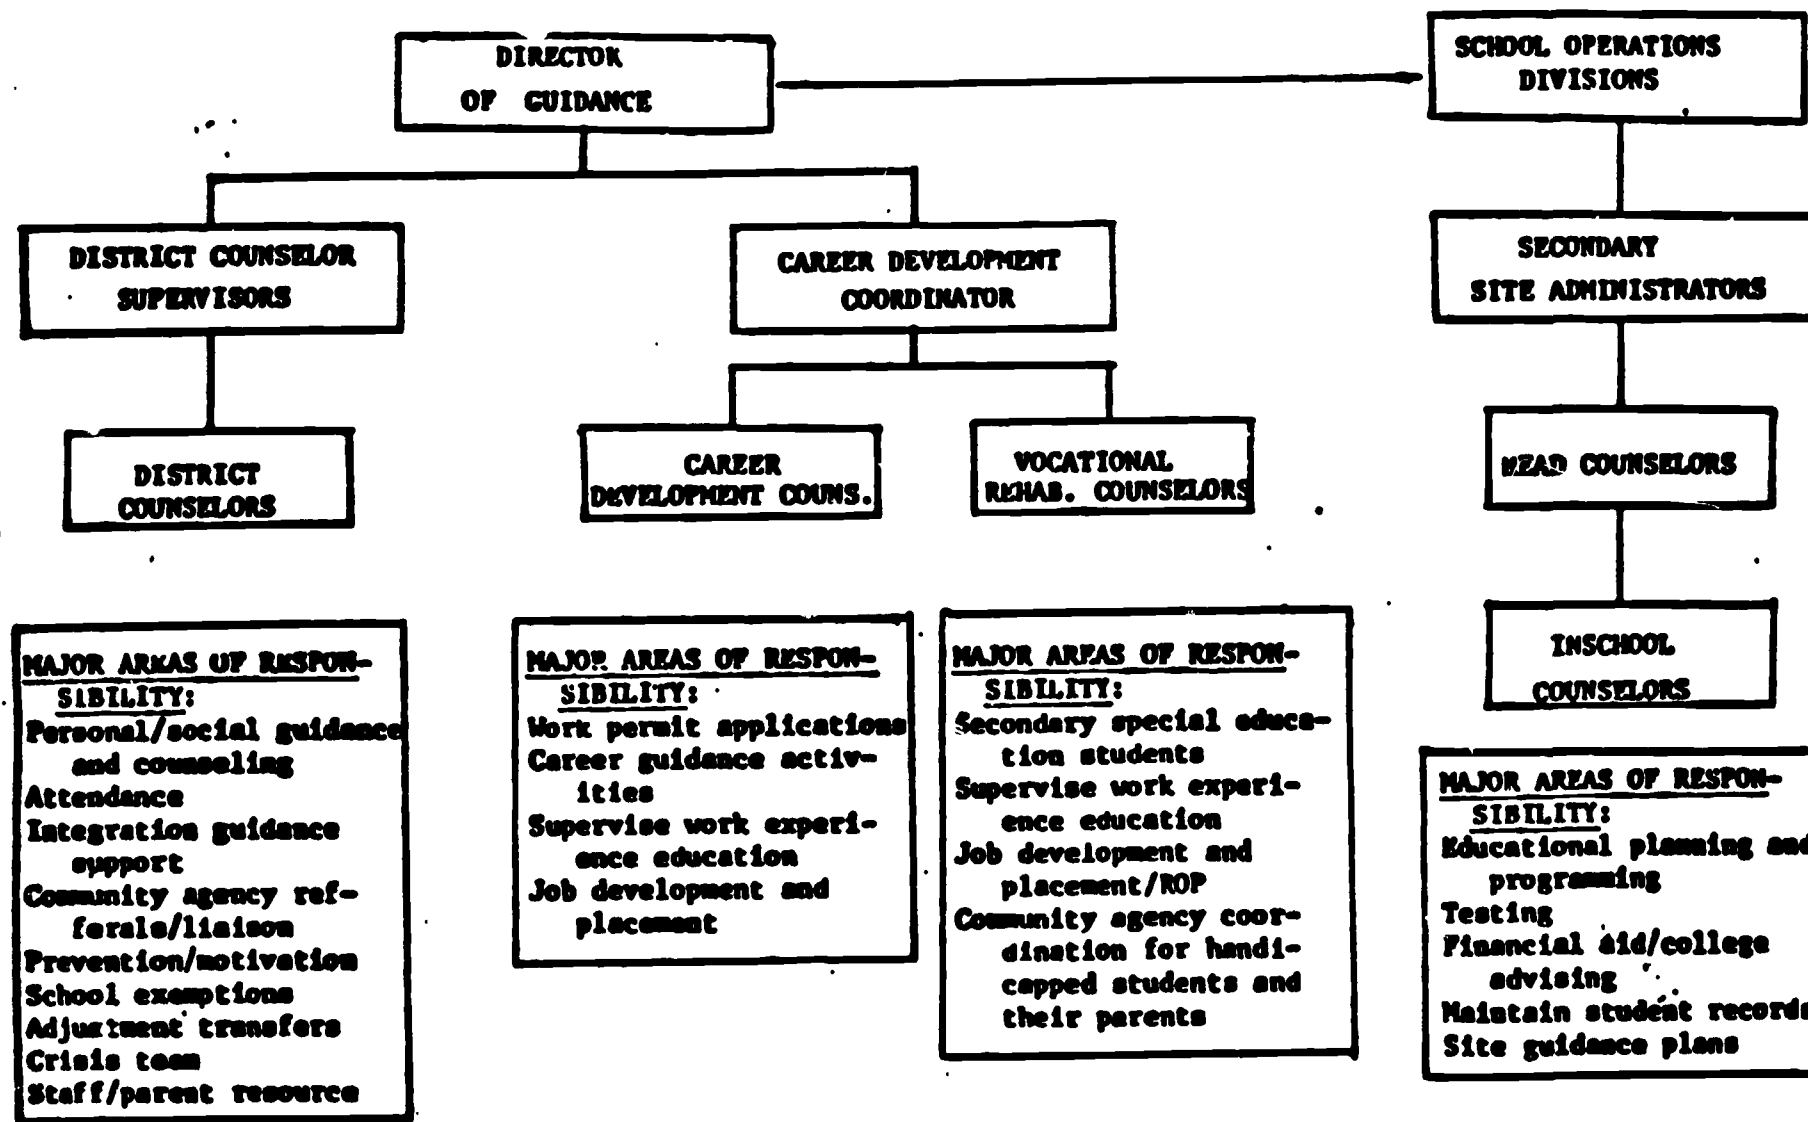 DIRECTOR
OF GUIDANCE
SCHOOL OPERATIONS
DIVISIONS
DISTRICT COUNSELOR
SUPERVISORS
CAREER DEVELOPMENT
COORDINATOR
SECONDARY
SITE ADMINISTRATORS
DISTRICT
COUNSELORS
CAREER
DEVELOPMENT COUNS.
VOCATIONAL
REHAB. COUNSELORS
HEAD COUNSELORS
INSCHOOL
COUNSELORS
MAJOR AREAS OF RESPON-
SIBILITY:
Personal/social guidance
and counseling
Attendance
Integration guidance
support
Community agency ref-
ferals/liaison
Prevention/motivation
School exemptions
Adjustment transfers
Crisis team
Staff/parent resource
MAJOR AREAS OF RESPON-
SIBILITY:
Work permit applications
Career guidance activ-
ities
Supervise work experi-
ence education
Job development and
placement
MAJOR AREAS OF RESPON-
SIBILITY:
Secondary special educa-
tion students
Supervise work experi-
ence education
Job development and
placement/ROP
Community agency coor-
dination for handi-
capped students and
their parents
MAJOR AREAS OF RESPON-
SIBILITY:
Educational planning and
programming
Testing
Financial aid/college
advising
Maintain student records
Site guidance plans